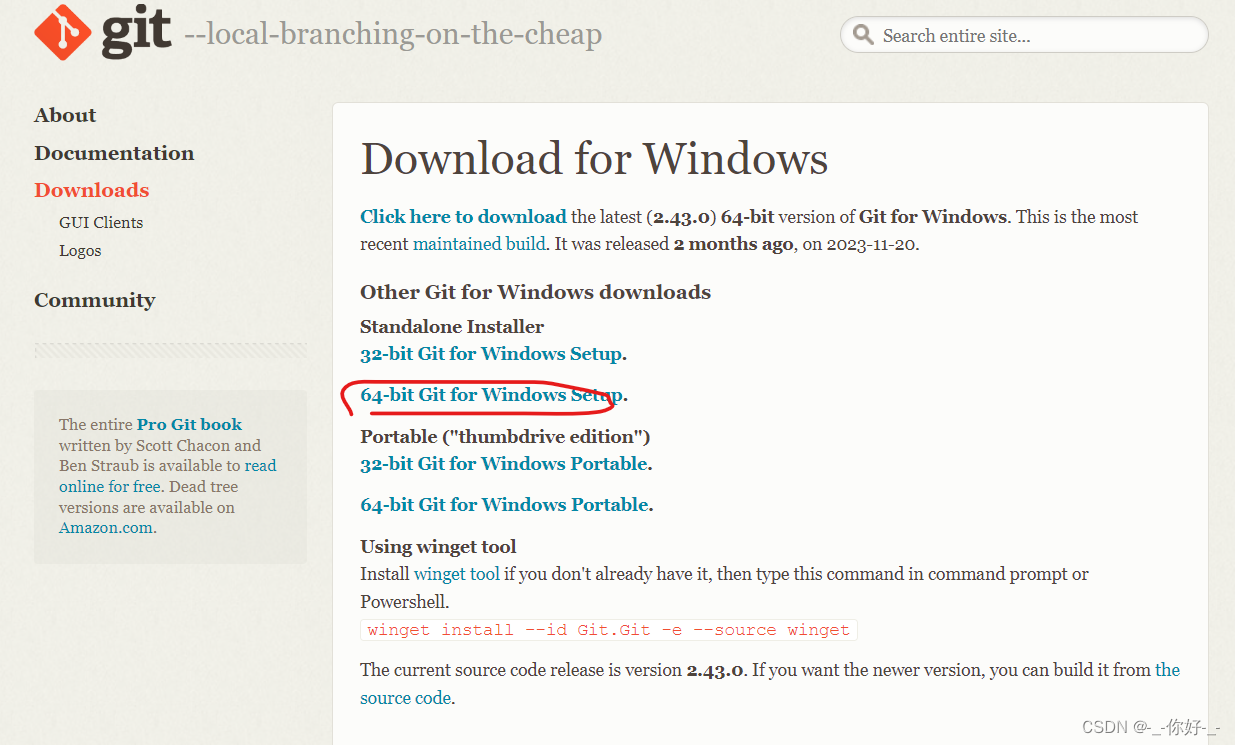 git --local-branching-on-the-cheap
Search entire site...
About
Documentation
Downloads
GUI Clients
Logos
Community
The entire Pro Git book
written by Scott Chacon and
Ben Straub is available to read
online for free. Dead tree
versions are available on
Amazon.com.
Download for Windows
Click here to download the latest (2.43.0) 64-bit version of Git for Windows. This is the most
recent maintained build. It was released 2 months ago, on 2023-11-20.
Other Git for Windows downloads
Standalone Installer
32-bit Git for Windows Setup.
64-bit Git for Windows Setup.
Portable ("thumbdrive edition")
32-bit Git for Windows Portable.
64-bit Git for Windows Portable.
Using winget tool
Install winget tool if you don't already have it, then type this command in command prompt or
Powershell.
winget install --id Git.Git -e --source winget
The current source code release is version 2.43.0. If you want the newer version, you can build it from the
source code.
CSDN @-_-你好-_-